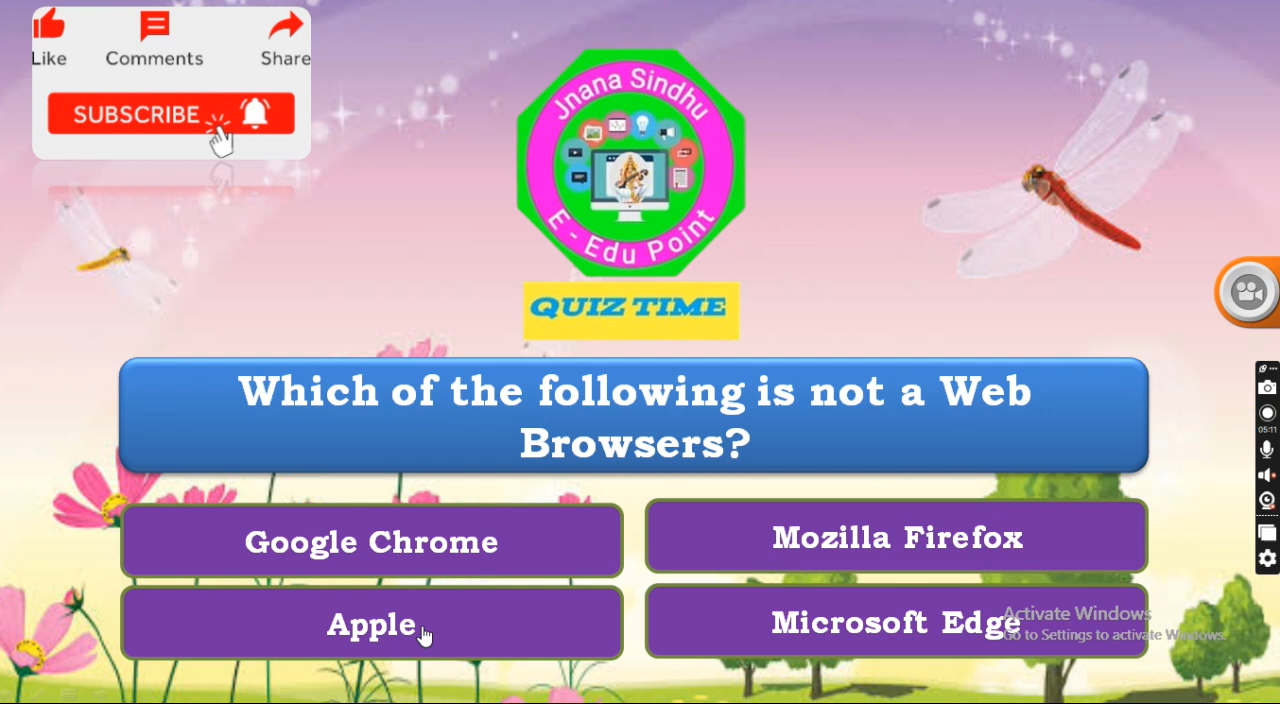 Like Comments Share
SUBSCRIBE
Jnana Sindhu
E - Edu Point
QUIZ TIME
Which of the following is not a Web
Browsers?
Google Chrome
Mozilla Firefox
Apple
Microsoft Edge
Activate Windows
Go to Settings to activate Windows.
05:11